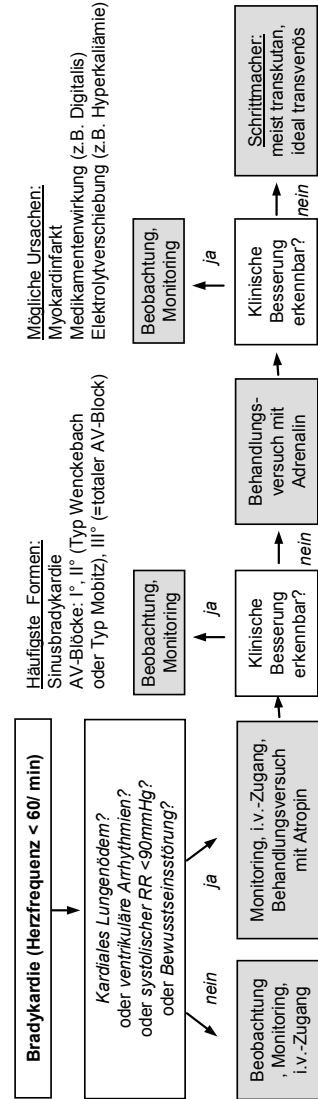 Bradykardie (Herzfrequenz < 60/ min)
Kardiales Lungenödem?
oder ventrikuläre Arrhythmien?
oder systolischer RR <90mmHg?
oder Bewusstseinsstörung?
nein
ja
Beobachtung
, Monitoring,
i.v.-Zugang
Monitoring, i.v.-Zugang,
Behandlungsversuch
mit Atropin
Häufigste Formen:
Sinusbradykardie
AV-Blöcke: I°, II° (Typ Wenckebach
oder Typ Mobitz), III° (=totaler AV-Block)
Beobachtung,
Monitoring
ja
Klinische
Besserung
erkennbar?
nein
Behandlungs-
versuch mit
Adrenalin
Mögliche Ursachen:
Myokardinfarkt
Medikamentenwirkung (z.B. Digitalis)
Elektrolytverschiebung (z.B. Hyperkaliämie)
Beobachtung,
Monitoring
ja
Klinische
Besserung
erkennbar?
nein
Schrittmacher:
meist transkutan,
ideal transvenös